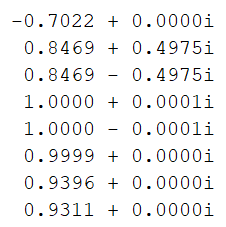 -0.7022 + 0.0000i
0.8469 + 0.4975i
0.8469 - 0.4975i
1.0000 + 0.0001i
1.0000 - 0.0001i
0.9999 + 0.0000i
0.9396 + 0.0000i
0.9311 + 0.0000i